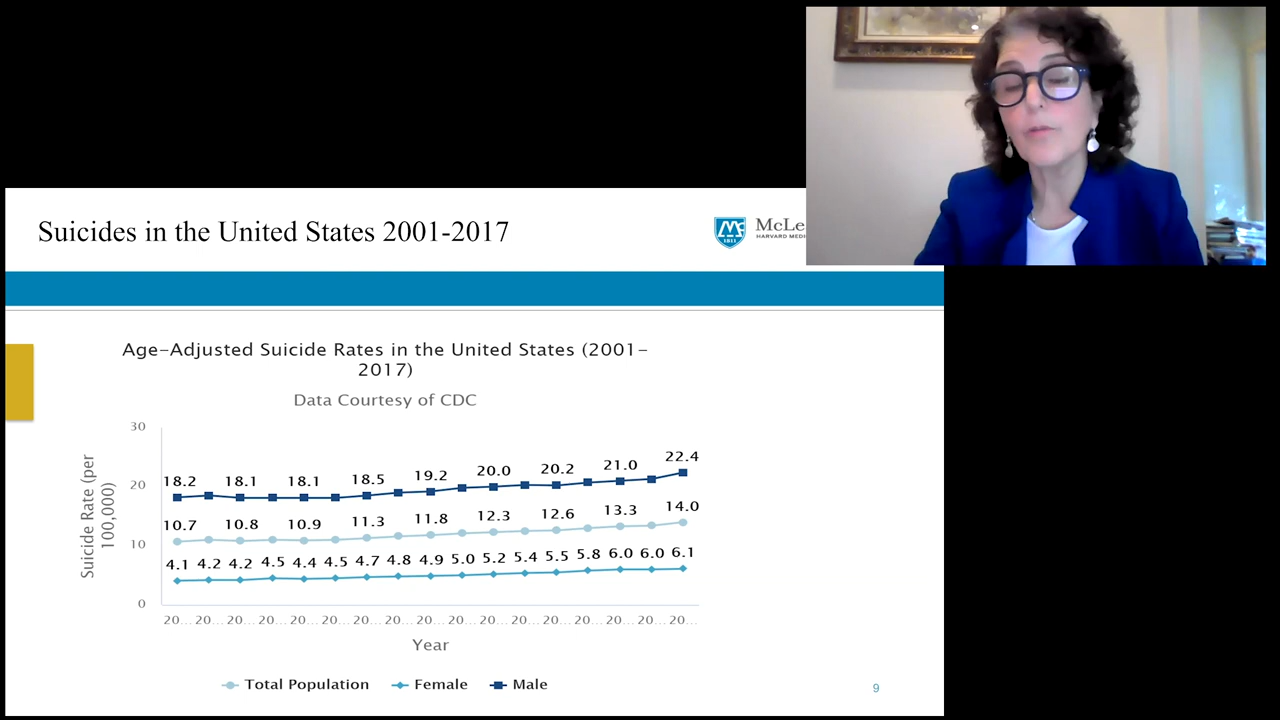 Suicides in the United States 2001-2017
McLe
HARVARD MEDI
1811
Age-Adjusted Suicide Rates in the United States (2001-
2017)
Data Courtesy of CDC
Suicide Rate (per
100,000)
30
20
10
0
18.2 18.1 18.1 18.5 19.2 20.0 20.2 21.0 22.4
10.7 10.8 10.9 11.3 11.8 12.3 12.6 13.3 14.0
4.1 4.2 4.2 4.5 4.4 4.5 4.7 4.8 4.9 5.0 5.2 5.4 5.5 5.8 6.0 6.0 6.1
20... 20... 20... 20... 20... 20... 20... 20... 20... 20... 20... 20... 20... 20... 20... 20... 20...
Year
Total Population Female Male
9